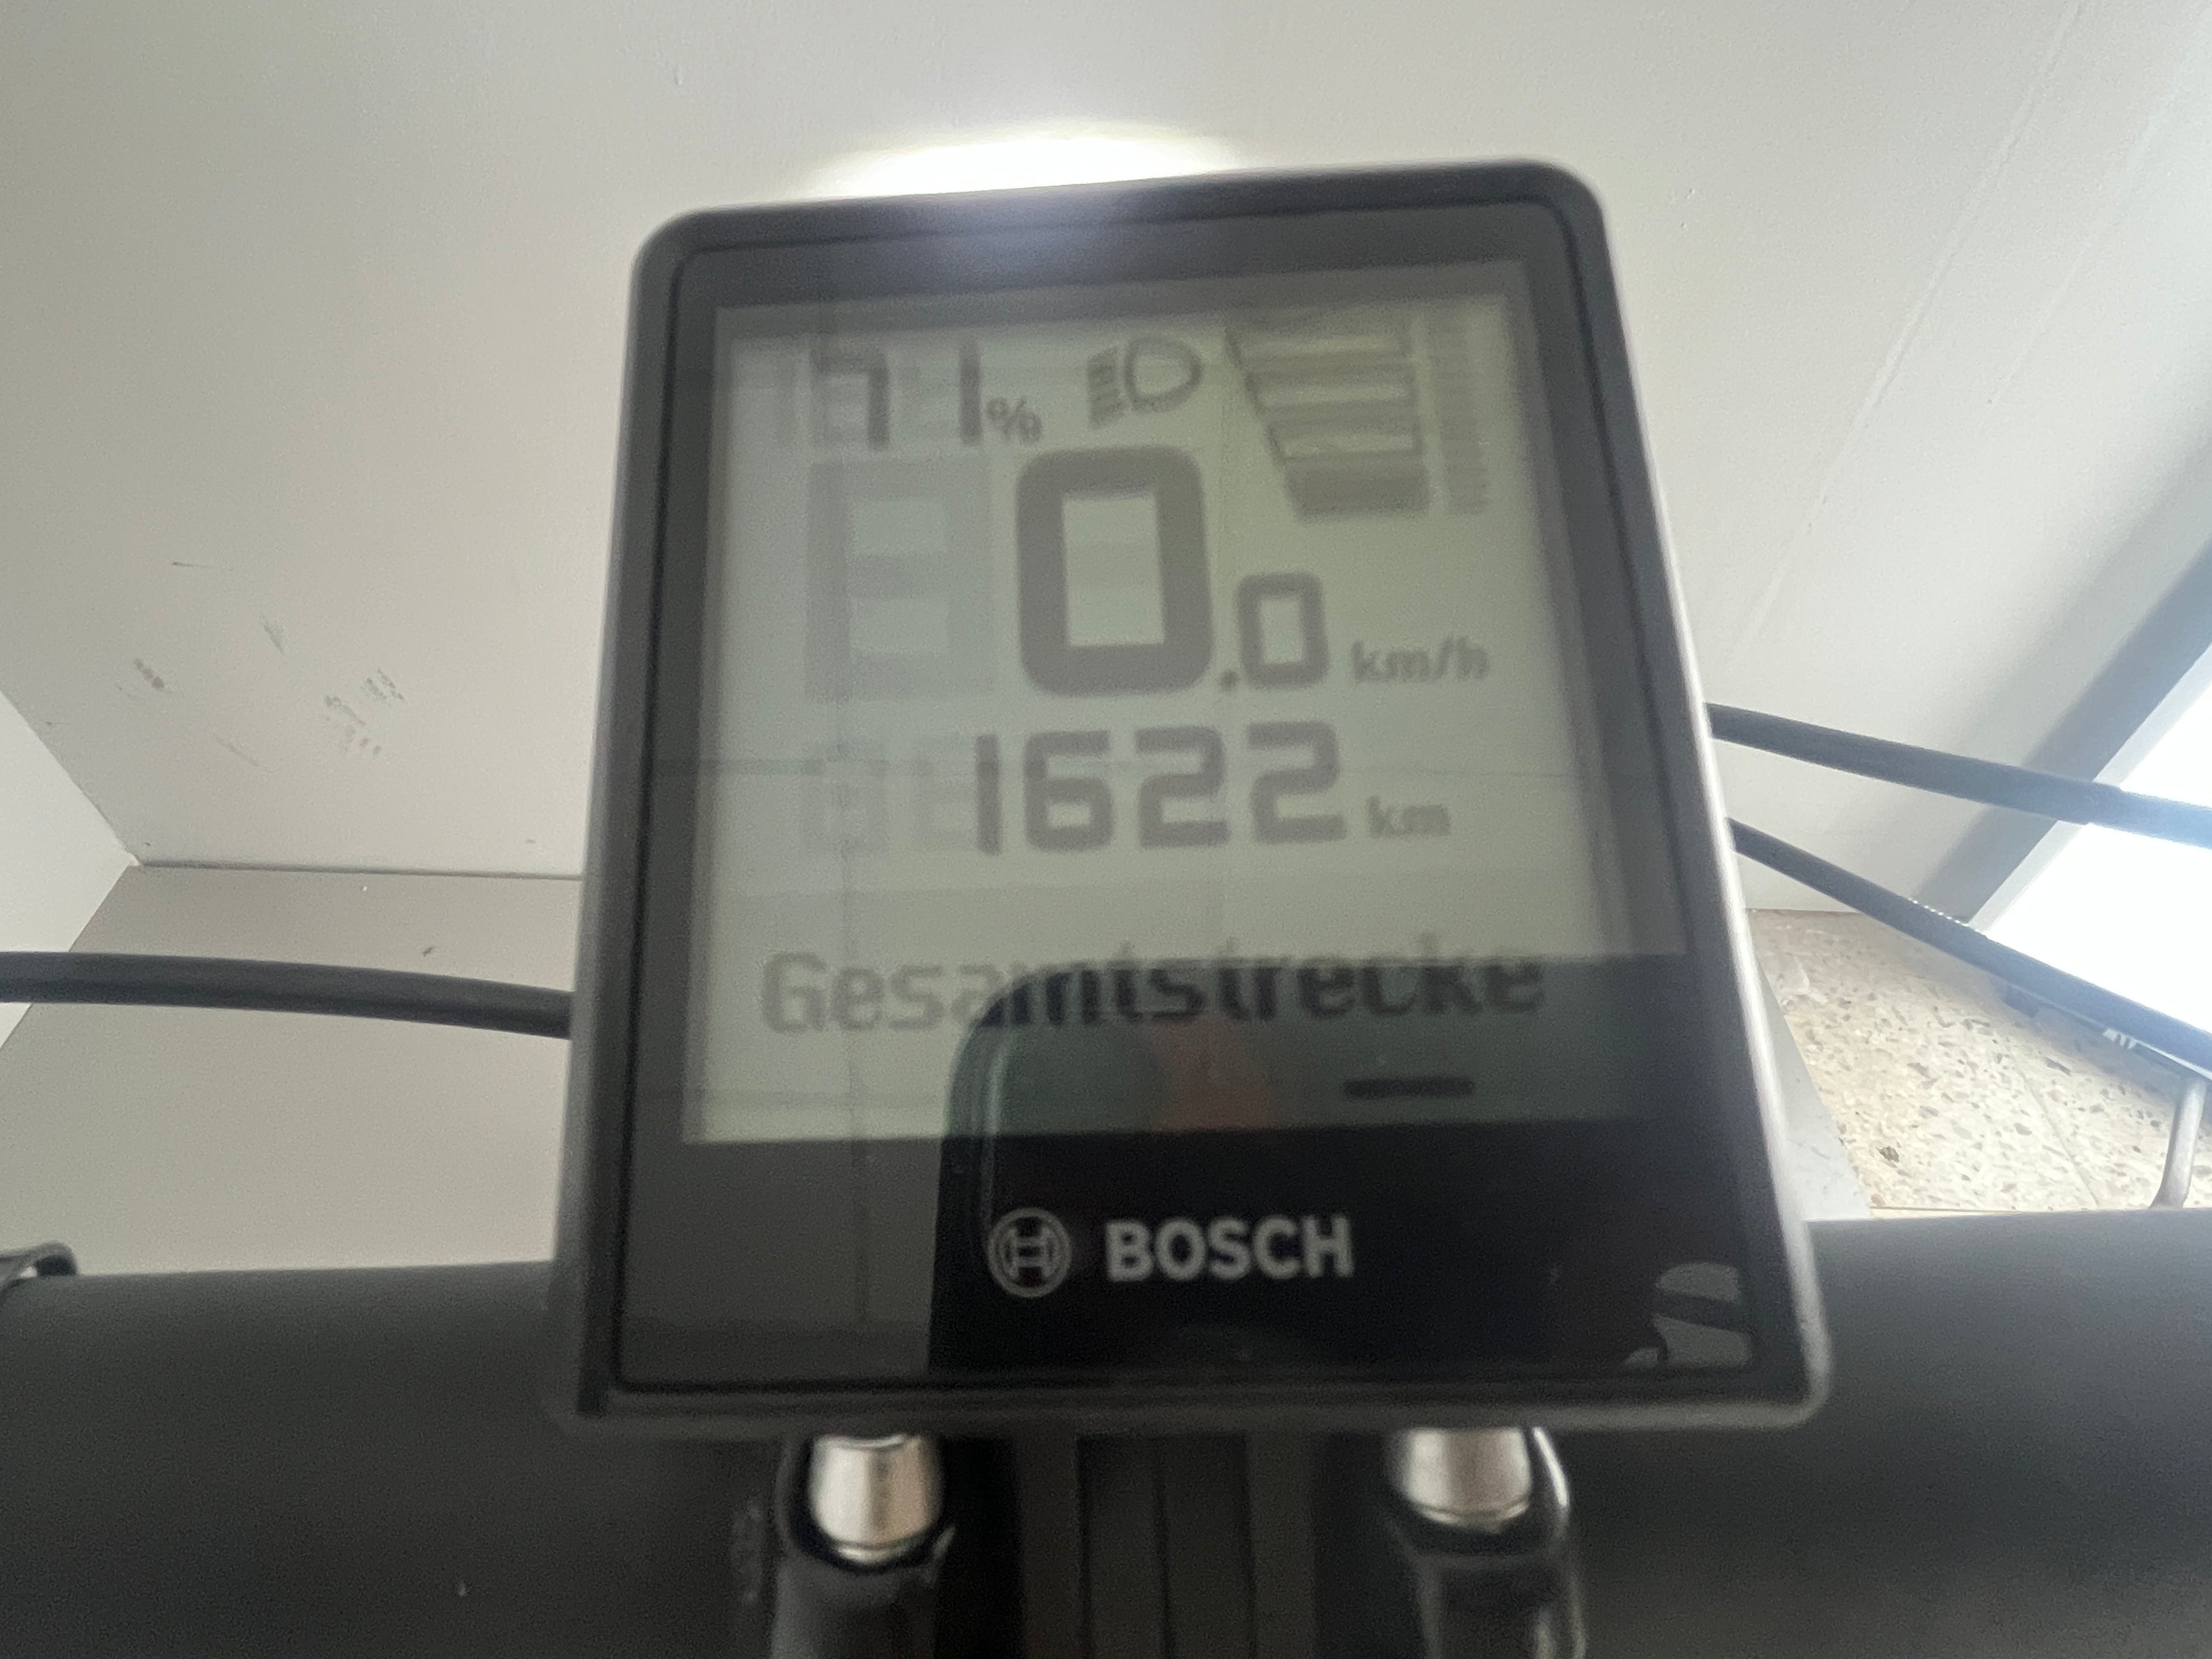 71%
0.0 km/h
1622 km
Gesamtstrecke
BOSCH